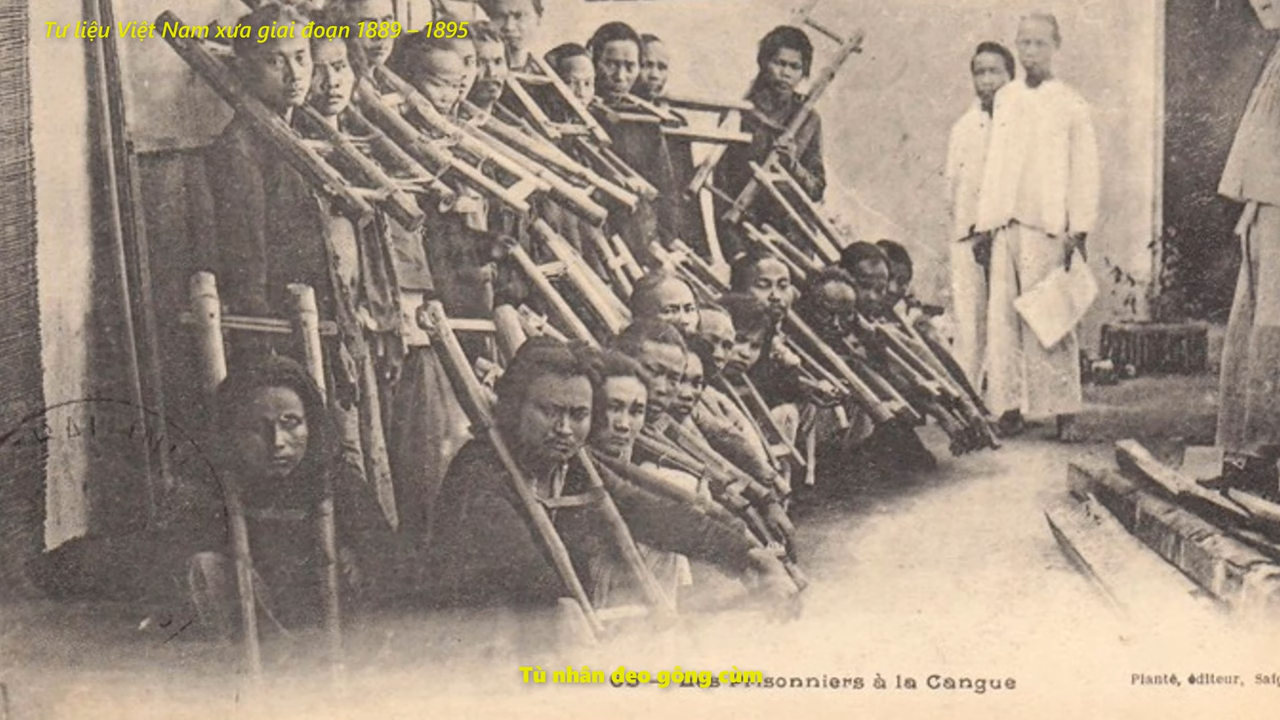 Tư liệu Việt Nam xưa giai đoạn 1889 – 1895
Tù nhân đeo gông cùm
Les Prisonniers à la Cangue
Planté, éditeur,